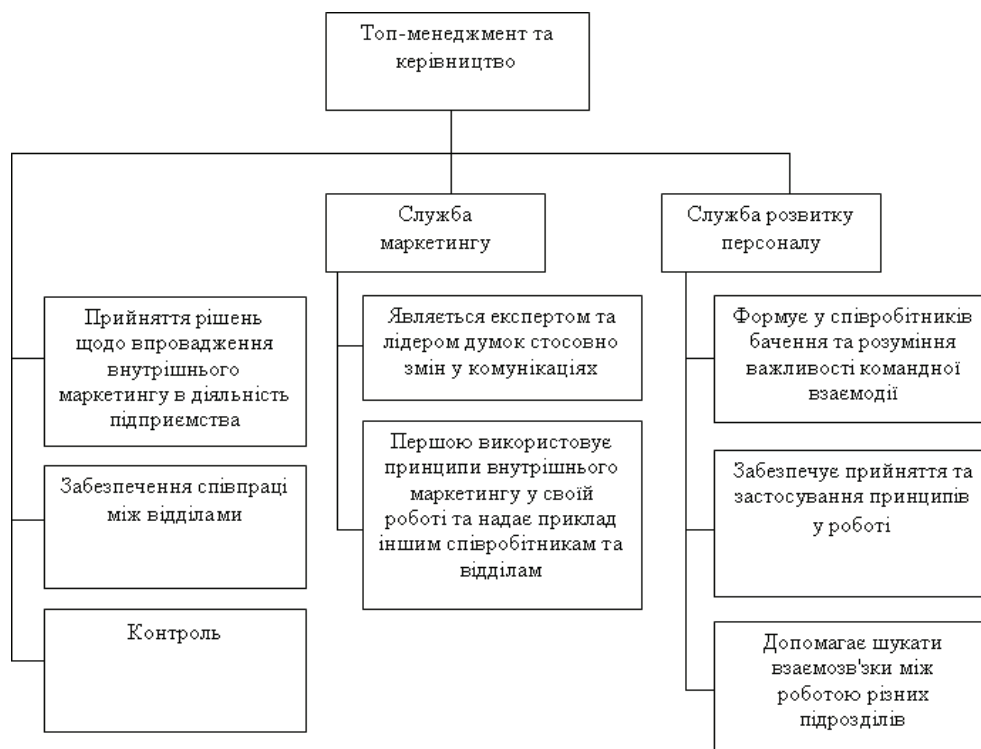 Топ-менеджмент та
керівництво
Служба
маркетингу
Служба розвитку
персоналу
Прийняття рішень
щодо впровадження
внутрішнього
маркетингу в діяльність
підприємства
Забезпечення співпраці
між відділами
Контроль
Являється експертом та
лідером думок стосовно
змін у комунікаціях
Першою використовує
принципи внутрішнього
маркетингу у своїй
роботі та надає приклад
іншим співробітникам та
відділам
Формує у співробітників
бачення та розуміння
важливості командної
взаємодії
Забезпечує прийняття та
застосування принципів
у роботі
Допомагає шукати
взаємозв'язки між
роботою різних
підрозділів